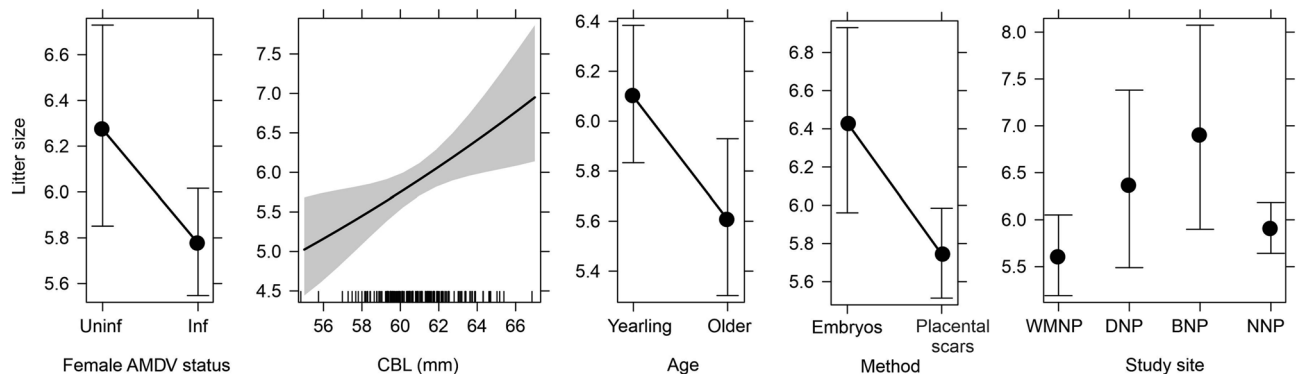 Litter size
6.6
6.4
6.2
6.0
5.8
5.6
Uninf Inf
Female AMDV status
7.5
7.0
6.5
6.0
5.5
5.0
4.5
56 58 60 62 64 66
CBL (mm)
6.4
6.2
6.0
5.8
5.6
5.4
Yearling Older
Age
6.8
6.6
6.4
6.2
6.0
5.8
5.6
Embryos Placental
scars
Method
8.0
7.5
7.0
6.5
6.0
5.5
WMNP DNP BNP NNP
Study site